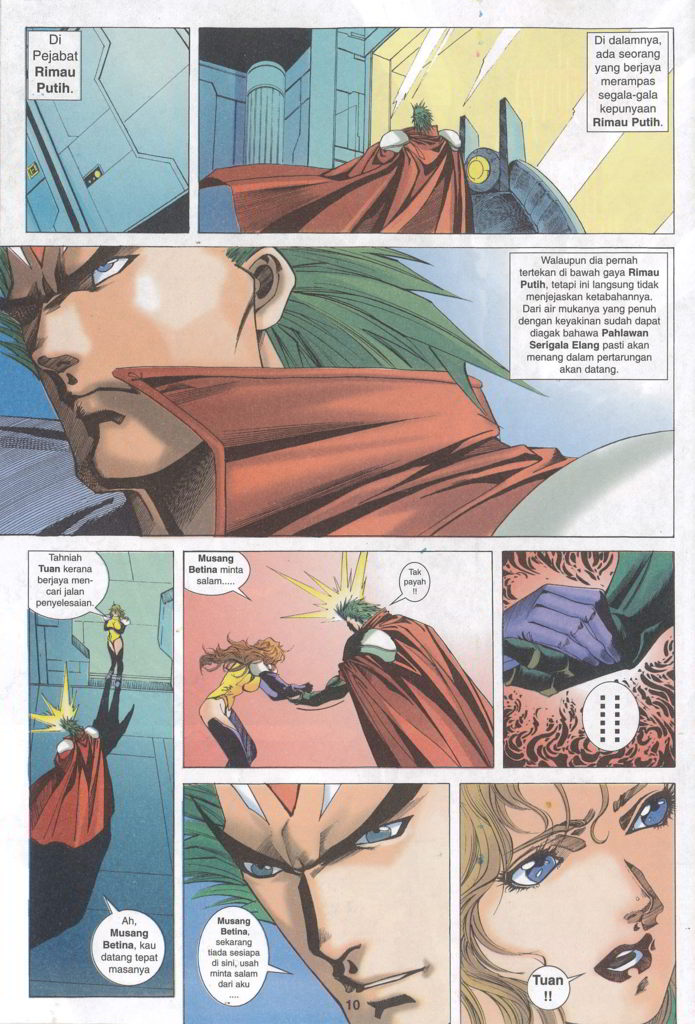 Di
Pejabat
Rimau
Putih.
Di dalamnya,
ada seorang
yang berjaya
merampas
segala-gala
kepunyaan
Rimau Putih.
Walaupun dia pernah
tertekan di bawah gaya Rimau
Putih, tetapi ini langsung tidak
menjejaskan ketabahannya.
Dari air mukanya yang penuh
dengan keyakinan sudah dapat
diagak bahawa Pahlawan
Serigala Elang pasti akan
menang dalam pertarungan
akan datang.
Tahniah
Tuan kerana
berjaya men-
cari jalan
penyelesaian.
Ah,
Musang
Betina, kau
datang tepat
masanya
Musang
Betina minta
salam.....
Tak
payah
!!
Musang
Betina,
sekarang
tiada sesiapa
di sini, usah
minta salam
dari aku
....
Tuan
!!
10